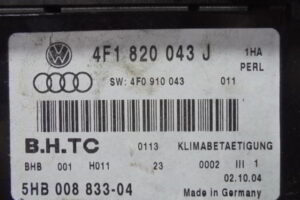 4F1 820 043 J 1HA
PERL
SW: 4F0 910 043 011
B.H.TC 0113 KLIMABETAETIGUNG
BHB 001 H011 23 0002 III 1
02.10.04
5HB 008 833-04 Made in Germany